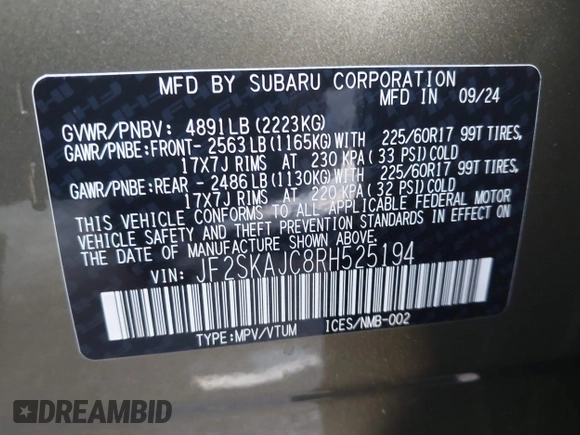 MFD BY SUBARU CORPORATION
MFD IN 09/24
GVWR/PNBV: 4891LB(2223KG)
GAWR/PNBE:FRONT- 2563LB(1165KG)WITH 225/60R17 99T TIRES,
17X7J RIMS AT 230 KPA(33 PSI)COLD
GAWR/PNBE:REAR - 2486LB(1130KG)WITH 225/60R17 99T TIRES,
17X7J RIMS AT 220 KPA(32 PSI)COLD
THIS VEHICLE CONFORMS TO ALL APPLICABLE FEDERAL MOTOR
VEHICLE SAFETY AND THEFT PREVENTION STANDARDS IN EFFECT ON
THE DATE OF MANUFACTURE SHOWN ABOVE.
VIN: JF2SKAJC8RH525194
TYPE:MPV/VTUM ICES/NMB-002
DREAMBID